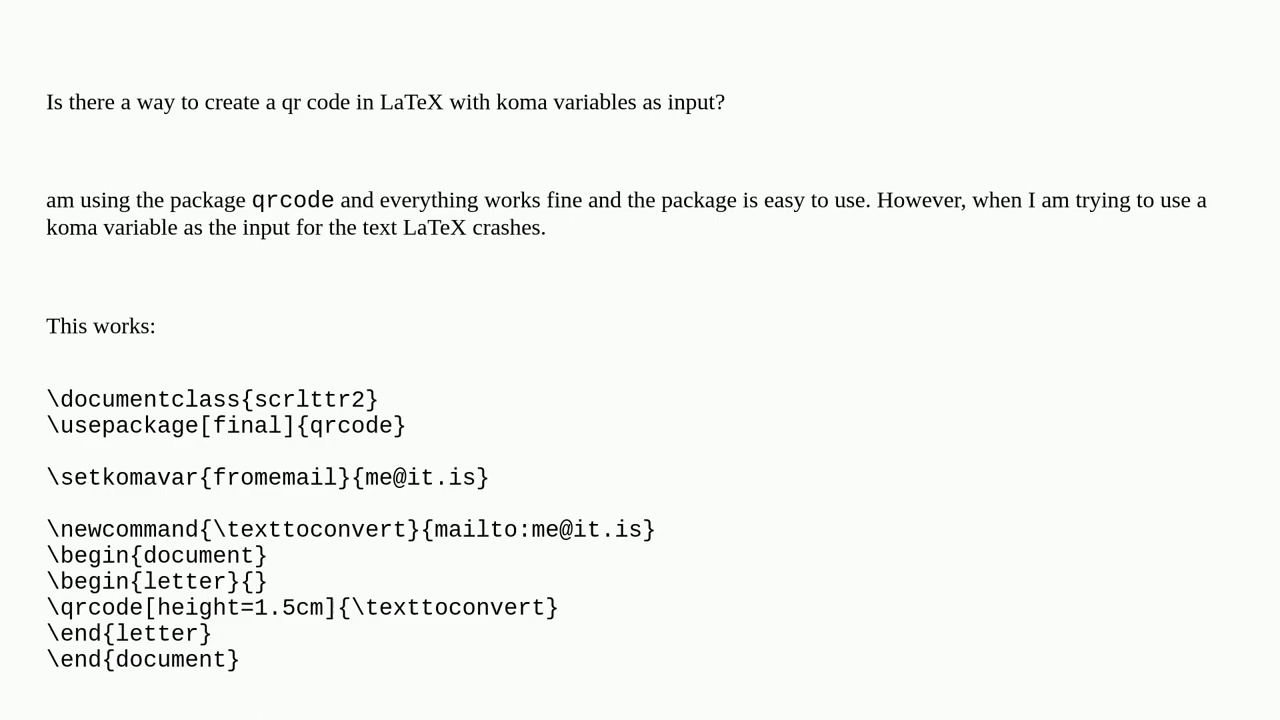 Is there a way to create a qr code in LaTeX with koma variables as input?
am using the package qrcode and everything works fine and the package is easy to use. However, when I am trying to use a
koma variable as the input for the text LaTeX crashes.
This works:
\documentclass{scrlttr2}
\usepackage[final]{qrcode}
\setkomavar{fromemail}{me@it.is}
\newcommand{\texttoconvert}{mailto:me@it.is}
\begin{document}
\begin{letter}{}
\qrcode[height=1.5cm]{\texttoconvert}
\end{letter}
\end{document}